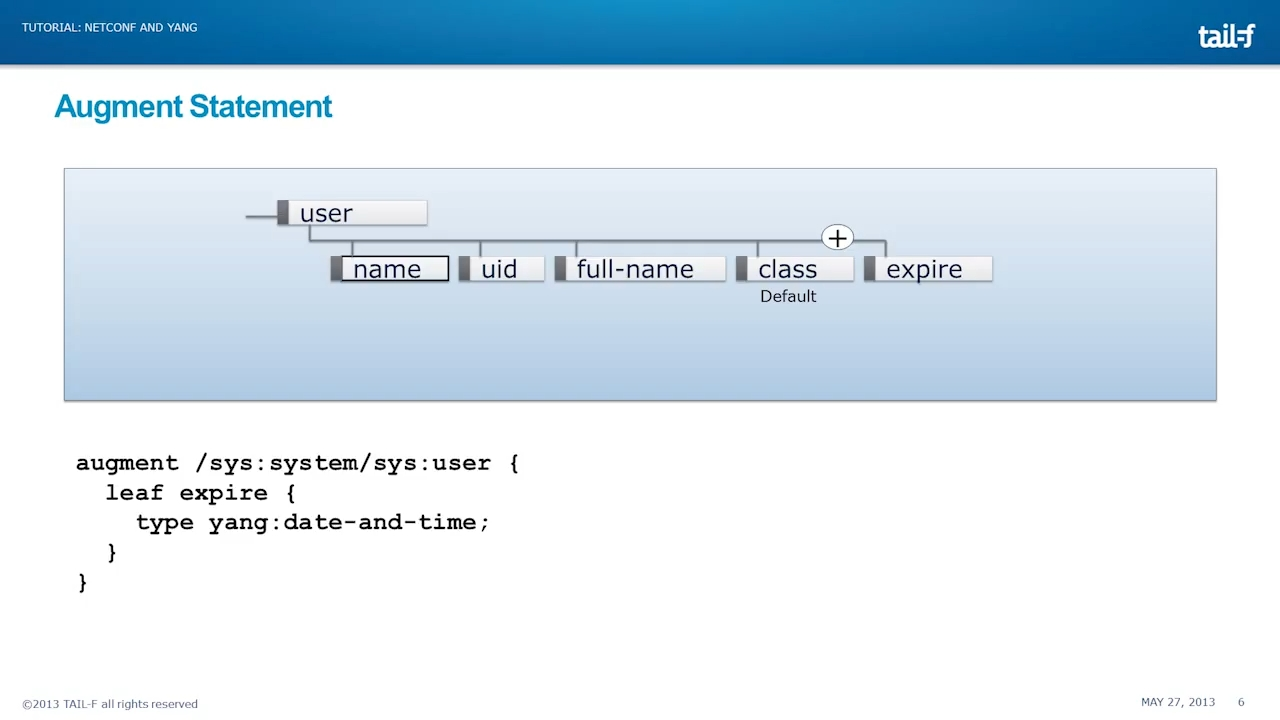 TUTORIAL: NETCONF AND YANG
tail-f
Augment Statement
user
+
name uid full-name class expire
Default
augment /sys:system/sys:user {
  leaf expire {
    type yang:date-and-time;
  }
}
©2013 TAIL-F all rights reserved
MAY 27, 2013 6